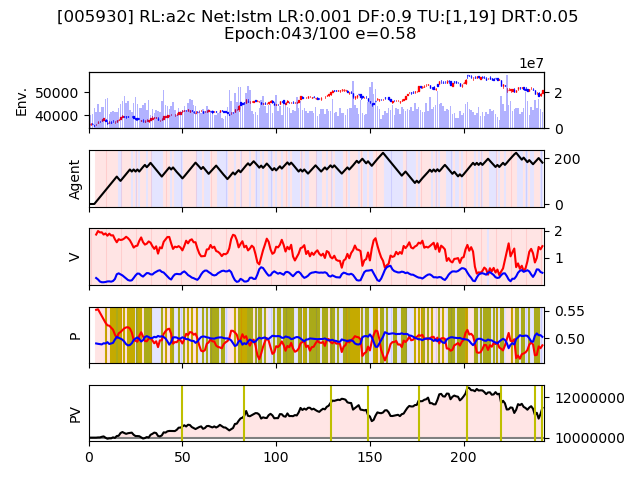 [005930] RL:a2c Net:lstm LR:0.001 DF:0.9 TU:[1,19] DRT:0.05
Epoch:043/100 e=0.58
1e7
Env.
50000
40000
2
0
Agent
200
0
V
2
1
P
0.55
0.50
PV
12000000
10000000
0 50 100 150 200